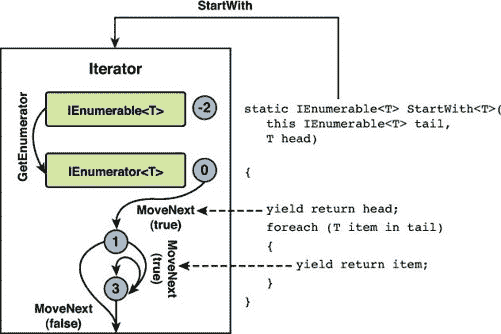 StartWith
Iterator
IEnumerable<T>
-2
GetEnumerator
IEnumerator<T>
0
MoveNext
(true)
1
MoveNext
(true)
3
MoveNext
(false)
static IEnumerable<T> StartWith<T>(
this IEnumerable<T> tail,
T head)
{
yield return head;
foreach (T item in tail)
{
yield return item;
}
}